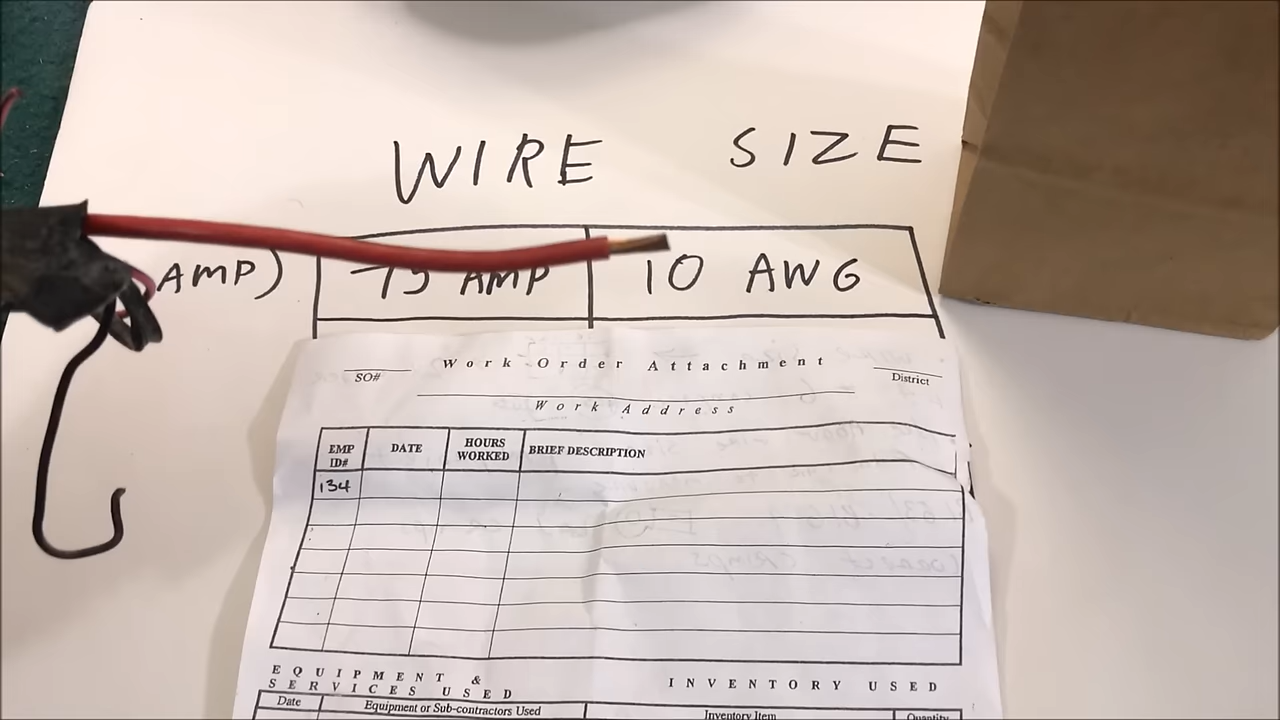 WIRE SIZE
AMP) 75 AMP 10 AWG
Work Order Attachment
SO#
District
Work Address
EMP ID# DATE HOURS WORKED BRIEF DESCRIPTION
134
EQUIPMENT & SERVICES USED
INVENTORY USED
Date Equipment or Sub-contractors Used Inventory Item Quantity